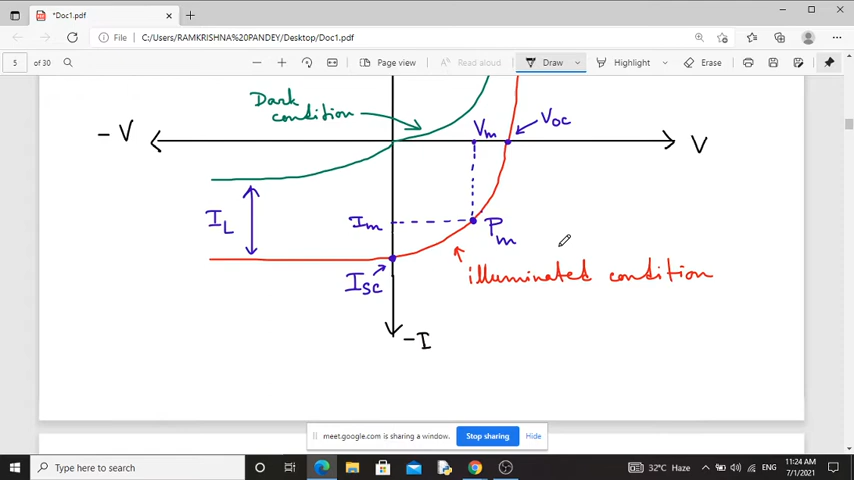 *Doc1.pdf
File
C:/Users/RAMKRISHNA%20PANDEY/Desktop/Doc1.pdf
5 of 30
Page view
Read aloud
Draw
Highlight
Erase
Dark
condition
-V
Vm
Voc
V
IL
Im
Pm
Isc
illuminated condition
-I
meet.google.com is sharing a window.
Stop sharing
Hide
Type here to search
32°C Haze
ENG
11:24 AM
7/1/2021